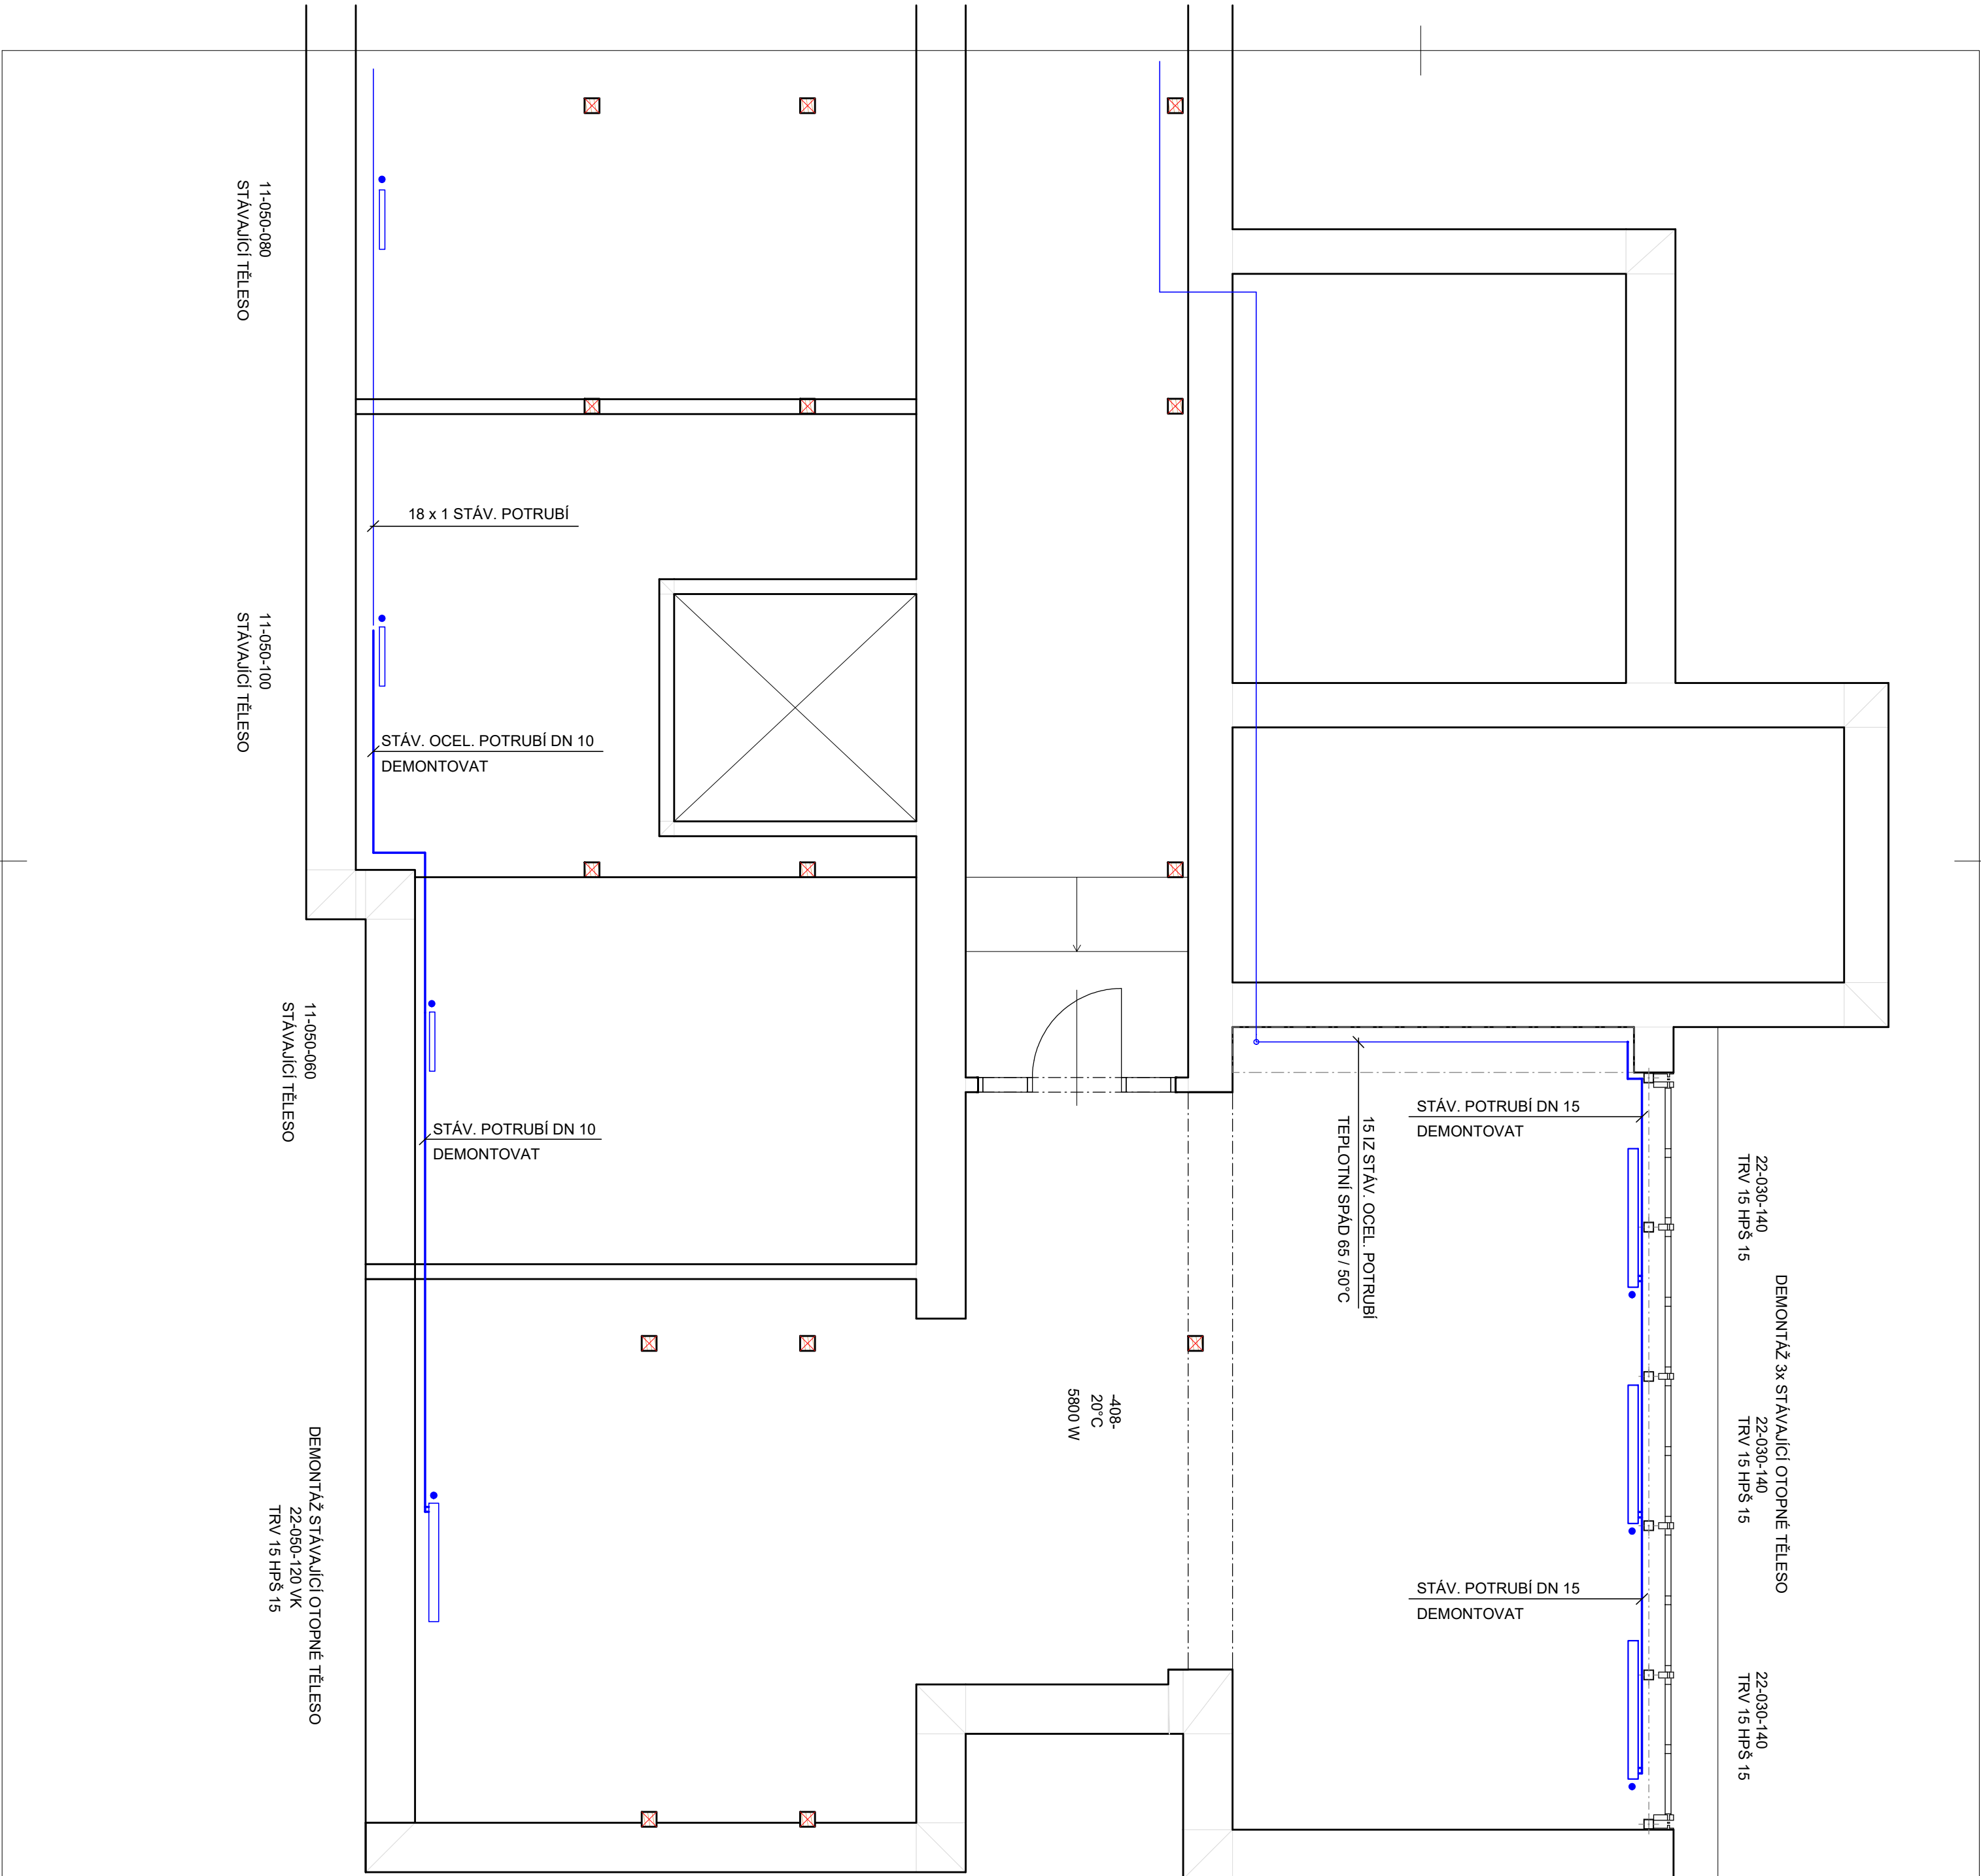 11-050-080
STÁVAJÍCÍ TĚLESO
18 x 1 STÁV. POTRUBÍ
11-050-100
STÁVAJÍCÍ TĚLESO
STÁV. OCEL. POTRUBÍ DN 10
DEMONTOVAT
11-050-060
STÁVAJÍCÍ TĚLESO
STÁV. POTRUBÍ DN 10
DEMONTOVAT
DEMONTÁŽ STÁVAJÍCÍ OTOPNÉ TĚLESO
22-050-120 VK
TRV 15 HPŠ 15
-408-
20°C
5800 W
15 IZ STÁV. OCEL. POTRUBÍ
TEPLOTNÍ SPÁD 65 / 50°C
STÁV. POTRUBÍ DN 15
DEMONTOVAT
STÁV. POTRUBÍ DN 15
DEMONTOVAT
DEMONTÁŽ 3x STÁVAJÍCÍ OTOPNÉ TĚLESO
22-030-140
TRV 15 HPŠ 15
22-030-140
TRV 15 HPŠ 15
22-030-140
TRV 15 HPŠ 15